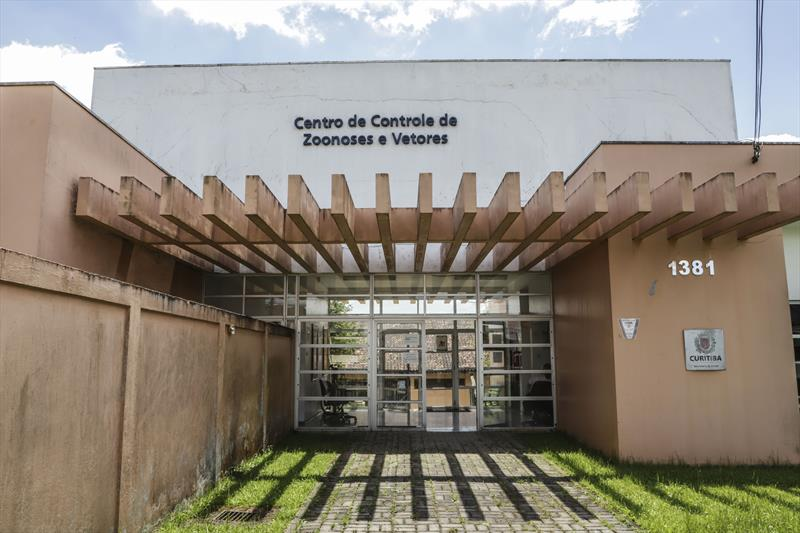 Centro de Controle de
Zoonoses e Vetores
1381
CURITIBA